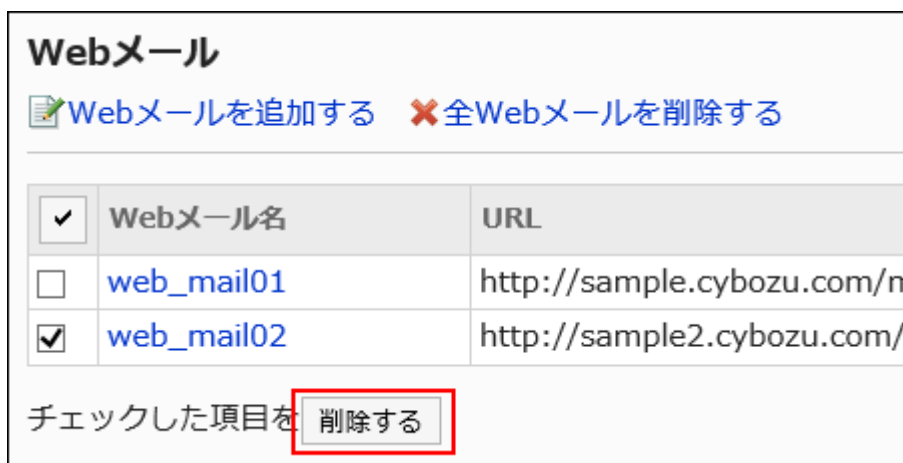 Webメール
Webメールを追加する 全Webメールを削除する
Webメール名 URL
web_mail01 http://sample.cybozu.com/m
web_mail02 http://sample2.cybozu.com/
チェックした項目を 削除する